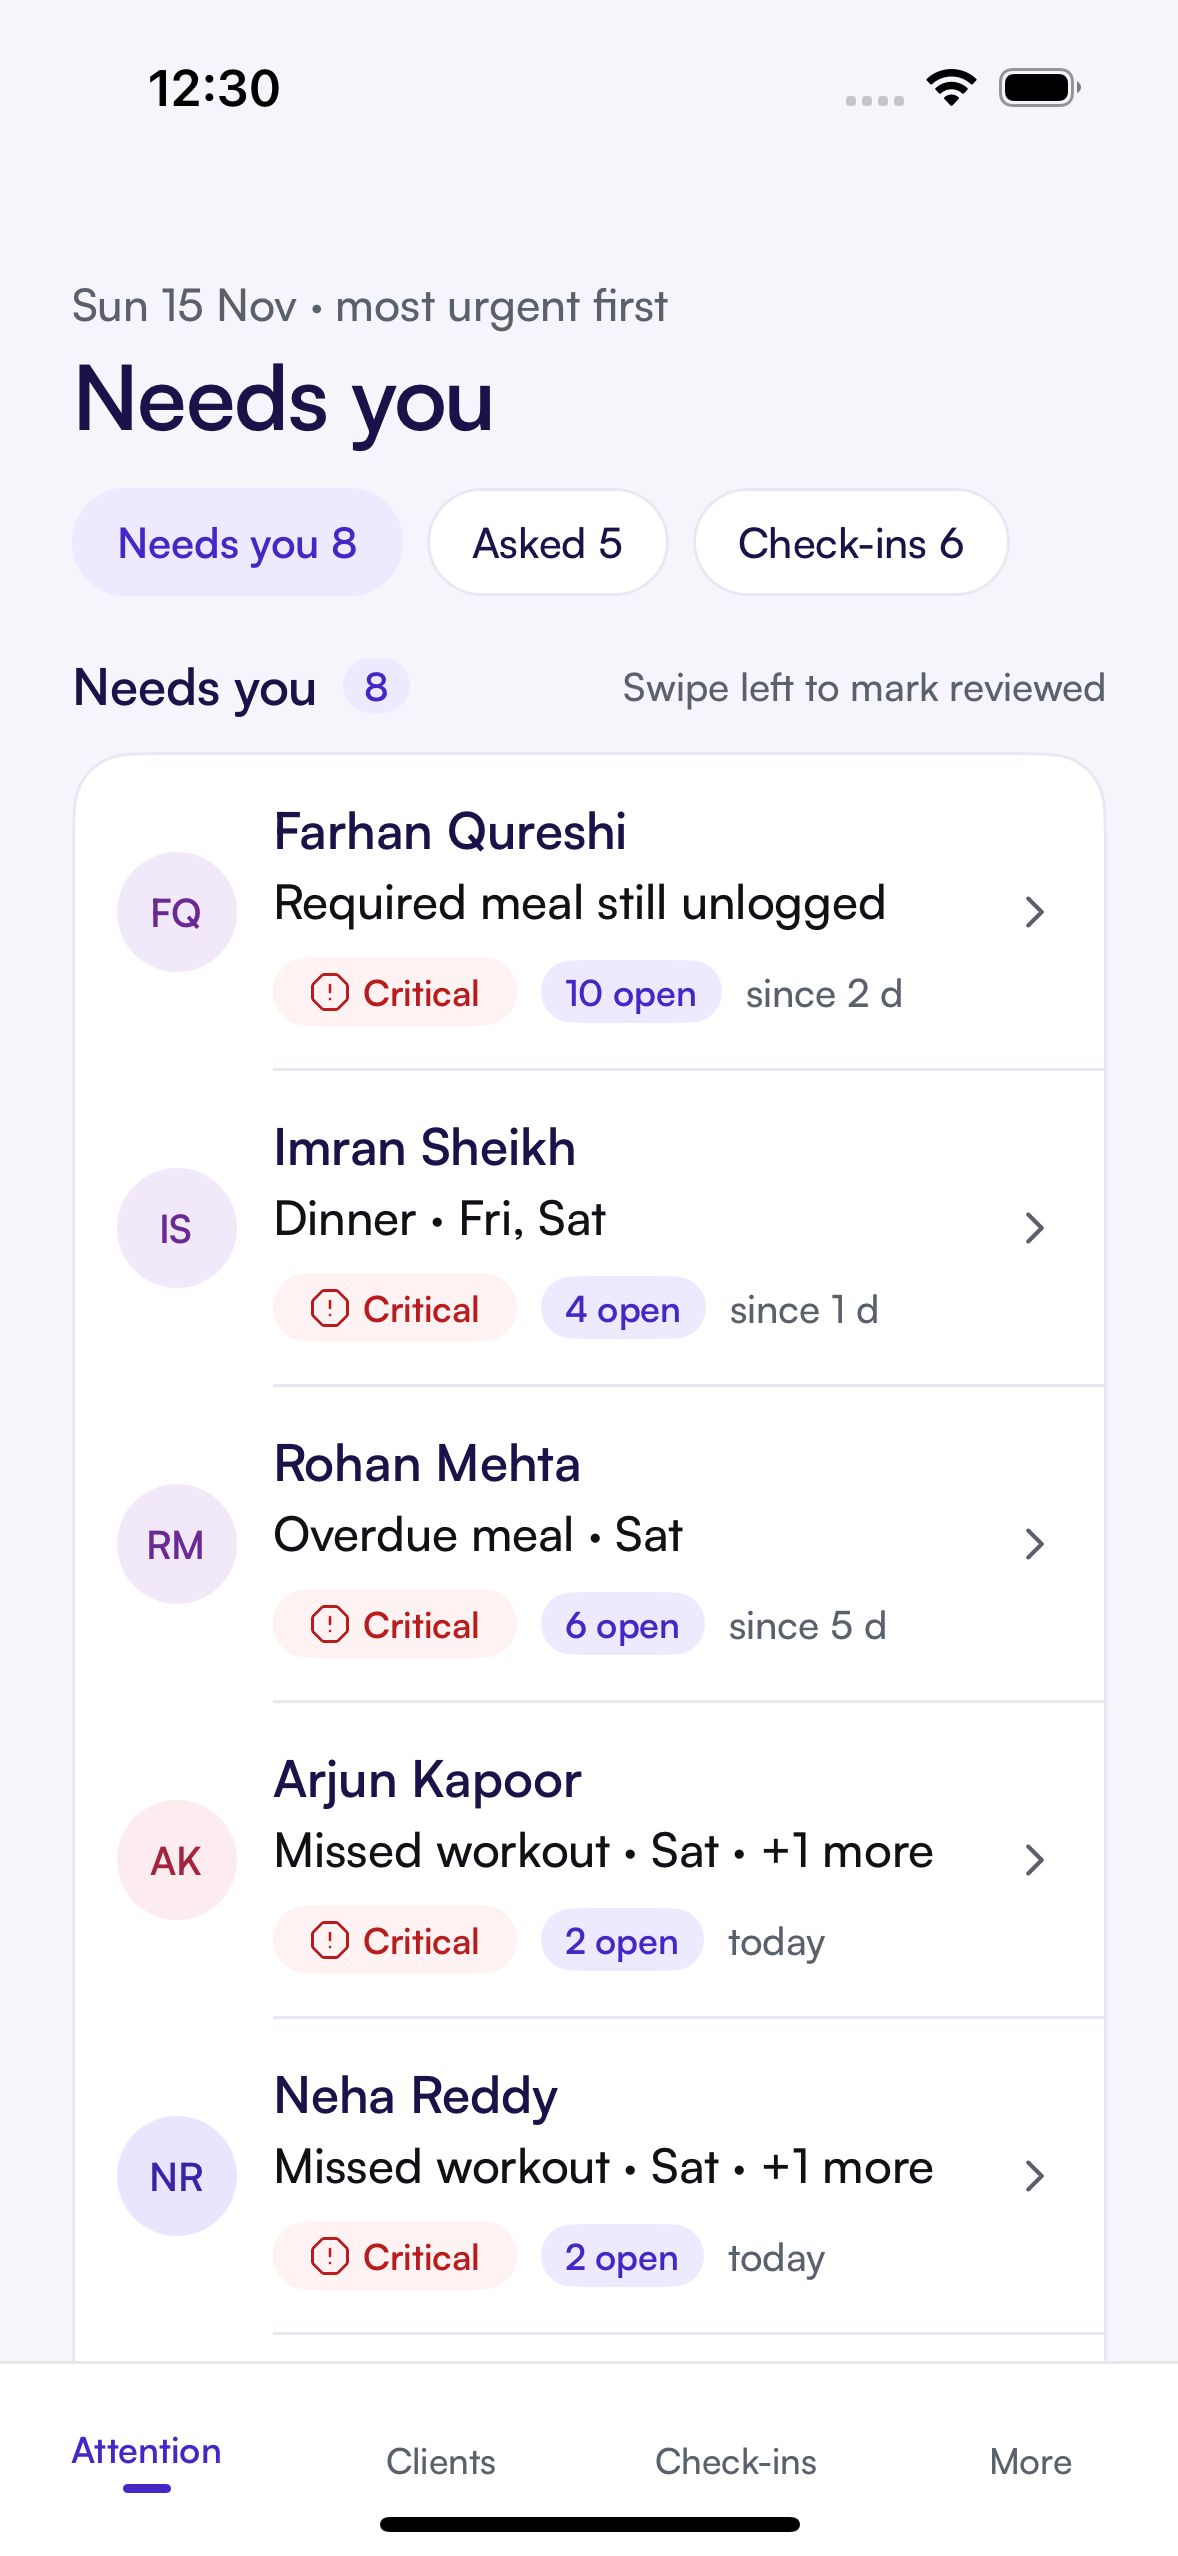 12:30
Sun 15 Nov · most urgent first
Needs you
Needs you 8
Asked 5
Check-ins 6
Needs you 8
Swipe left to mark reviewed
Farhan Qureshi
FQ
Required meal still unlogged
Critical
10 open
since 2 d
Imran Sheikh
IS
Dinner · Fri, Sat
Critical
4 open
since 1 d
Rohan Mehta
RM
Overdue meal · Sat
Critical
6 open
since 5 d
Arjun Kapoor
AK
Missed workout · Sat · +1 more
Critical
2 open
today
Neha Reddy
NR
Missed workout · Sat · +1 more
Critical
2 open
today
Attention
Clients
Check-ins
More